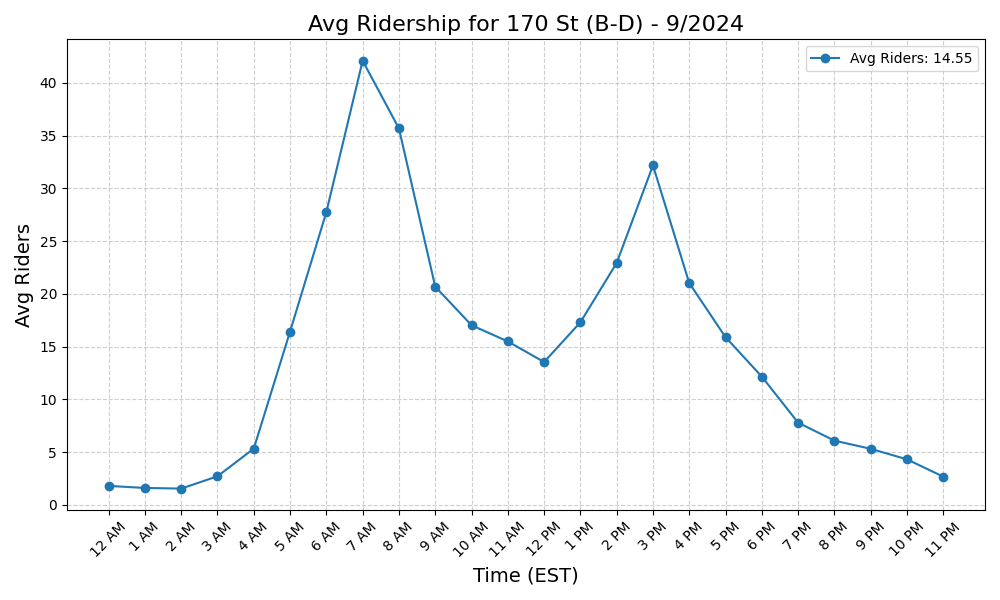 Avg Ridership for 170 St (B-D) - 9/2024
Avg Riders: 14.55
Avg Riders
40
35
30
25
20
15
10
5
0
12 AM
1 AM
2 AM
3 AM
4 AM
5 AM
6 AM
7 AM
8 AM
9 AM
10 AM
11 AM
12 PM
1 PM
2 PM
3 PM
4 PM
5 PM
6 PM
7 PM
8 PM
9 PM
10 PM
11 PM
Time (EST)